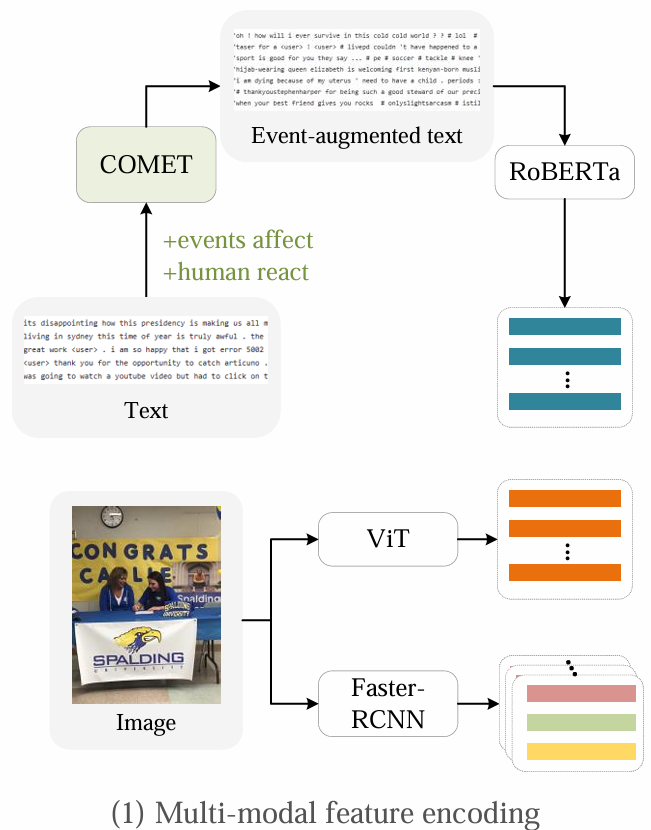 'oh ! how will i ever survive in this cold cold world ? ? # lol #
'taser for a <user> ! <user> # livepd couldn 't have happened to a
'sport is good for you they say ... # pe # soccer # tackle # knee '
'hijab-wearing queen elizabeth is welcoming first kenyan-born musli
'i am dying because of my uterus ' need to have a child . periods :
'# thankyoustephenharper for being such a good steward of our preci
'when your best friend gives you rocks # onlyslightsarcasm # istil
Event-augmented text
COMET
RoBERTa
+events affect
+human react
its disappointing how this presidency is making us all m
living in sydney this time of year is truly awful . the
great work <user> . i am so happy that i got error 5002
<user> thank you for the opportunity to catch articuno .
was going to watch a youtube video but had to click on t
Text
CONGRATS
CALLIE
Spalding
SPALDING
UNIVERSITY
SPALDING
UNIVERSITY
Image
ViT
Faster-
RCNN
(1) Multi-modal feature encoding